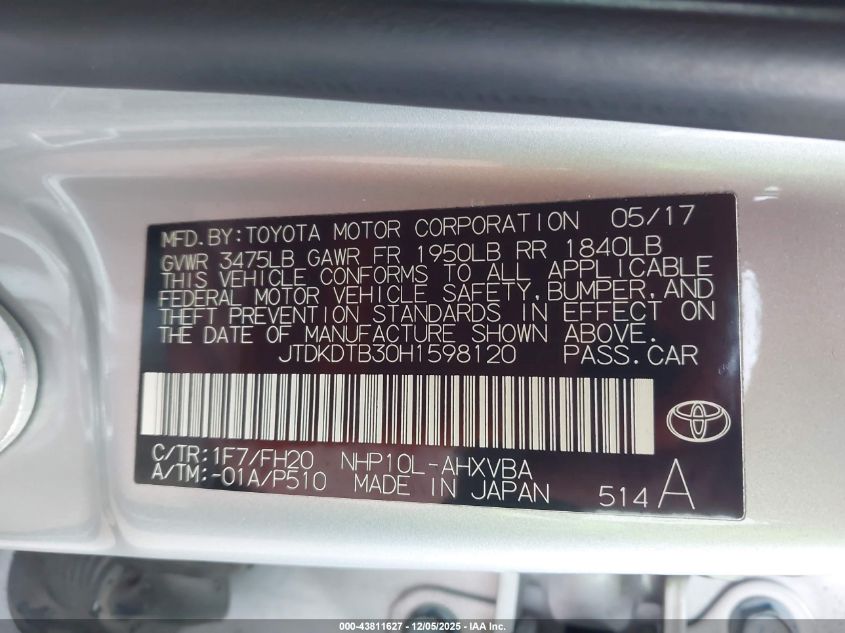 MFD.BY:TOYOTA MOTOR CORPORATION 05/17
GVWR 3475LB GAWR FR 1950LB RR 1840LB
THIS VEHICLE CONFORMS TO ALL APPLICABLE
FEDERAL MOTOR VEHICLE SAFETY,BUMPER,AND
THEFT PREVENTION STANDARDS IN EFFECT ON
THE DATE OF MANUFACTURE SHOWN ABOVE.
JTDKDTB30H1598120 PASS.CAR
C/TR:1F7/FH20 NHP10L-AHXVBA
A/TM:-01A/P510 MADE IN JAPAN 514A
000-43811627 - 12/05/2025 - IAA Inc.